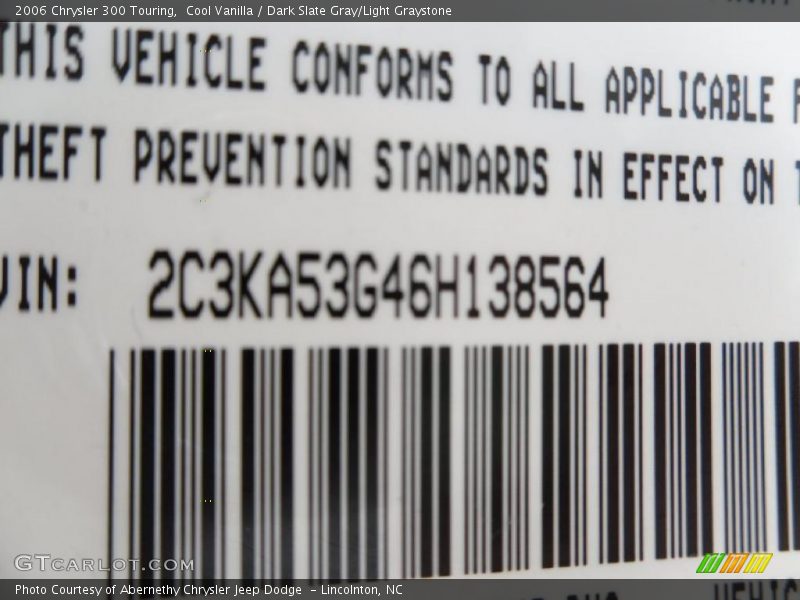 2006 Chrysler 300 Touring,  Cool Vanilla / Dark Slate Gray/Light Graystone
THIS VEHICLE CONFORMS TO ALL APPLICABLE F
THEFT PREVENTION STANDARDS IN EFFECT ON T
VIN: 2C3KA53G46H138564
GTCARLOT.COM
Photo Courtesy of Abernethy Chrysler Jeep Dodge  – Lincolnton, NC